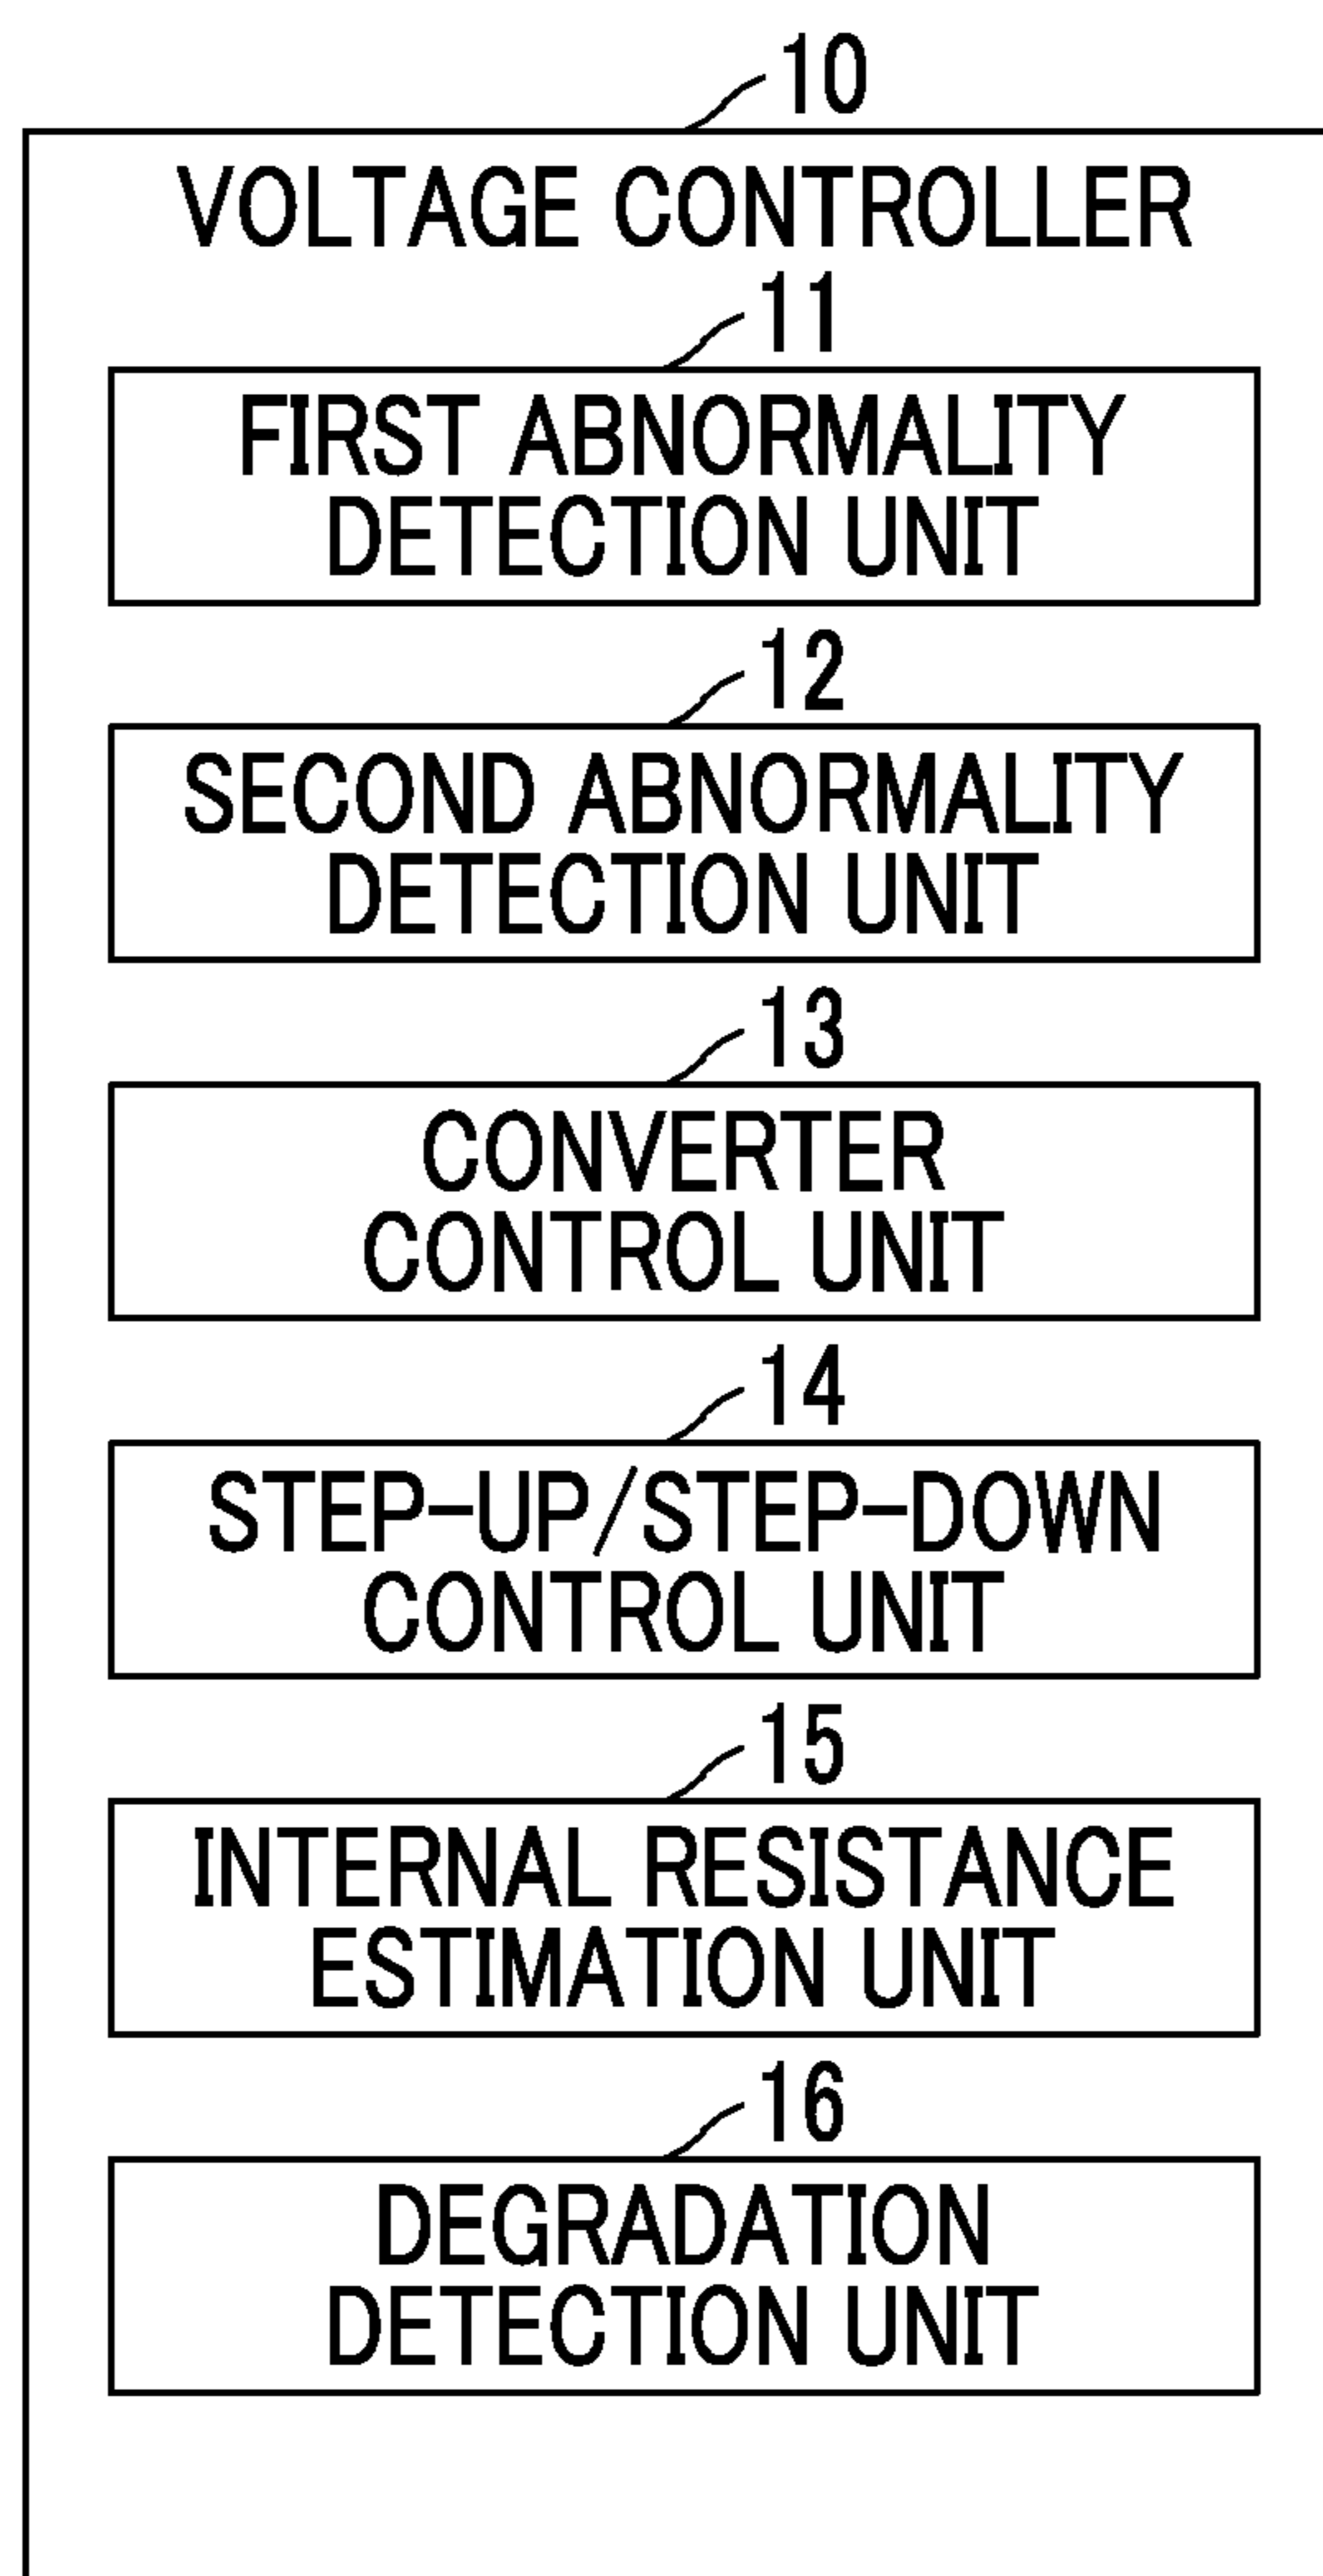 10
VOLTAGE CONTROLLER
11
FIRST ABNORMALITY
DETECTION UNIT
12
SECOND ABNORMALITY
DETECTION UNIT
13
CONVERTER
CONTROL UNIT
14
STEP-UP/STEP-DOWN
CONTROL UNIT
15
INTERNAL RESISTANCE
ESTIMATION UNIT
16
DEGRADATION
DETECTION UNIT